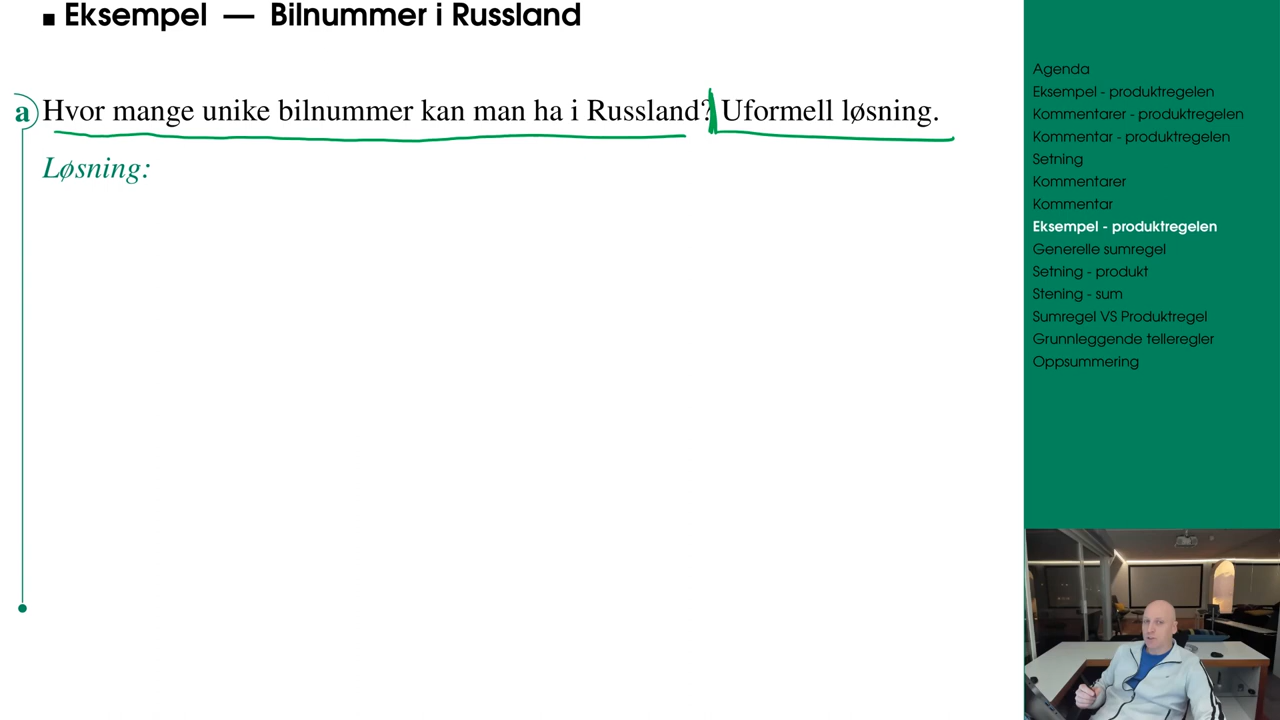 Eksempel — Bilnummer i Russland
a Hvor mange unike bilnummer kan man ha i Russland? Uformell løsning.
Løsning:
Agenda
Eksempel - produktregelen
Kommentarer - produktregelen
Kommentar - produktregelen
Setning
Kommentarer
Kommentar
Eksempel - produktregelen
Generelle sumregel
Setning - produkt
Stening - sum
Sumregel VS Produktregel
Grunnleggende telleregler
Oppsummering